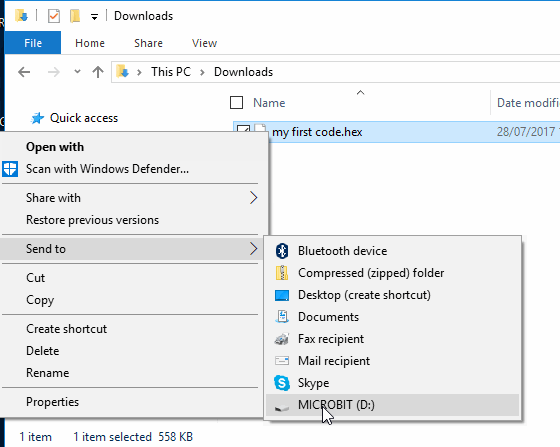 Downloads
File
Home
Share
View
This PC > Downloads
Name
Date modifie
Quick access
my first code.hex
28/07/2017 1
Open with
Scan with Windows Defender...
Share with
Restore previous versions
Send to
Cut
Copy
Create shortcut
Delete
Rename
Properties
Bluetooth device
Compressed (zipped) folder
Desktop (create shortcut)
Documents
Fax recipient
Mail recipient
Skype
MICROBIT (D:)
1 item
1 item selected 558 KB